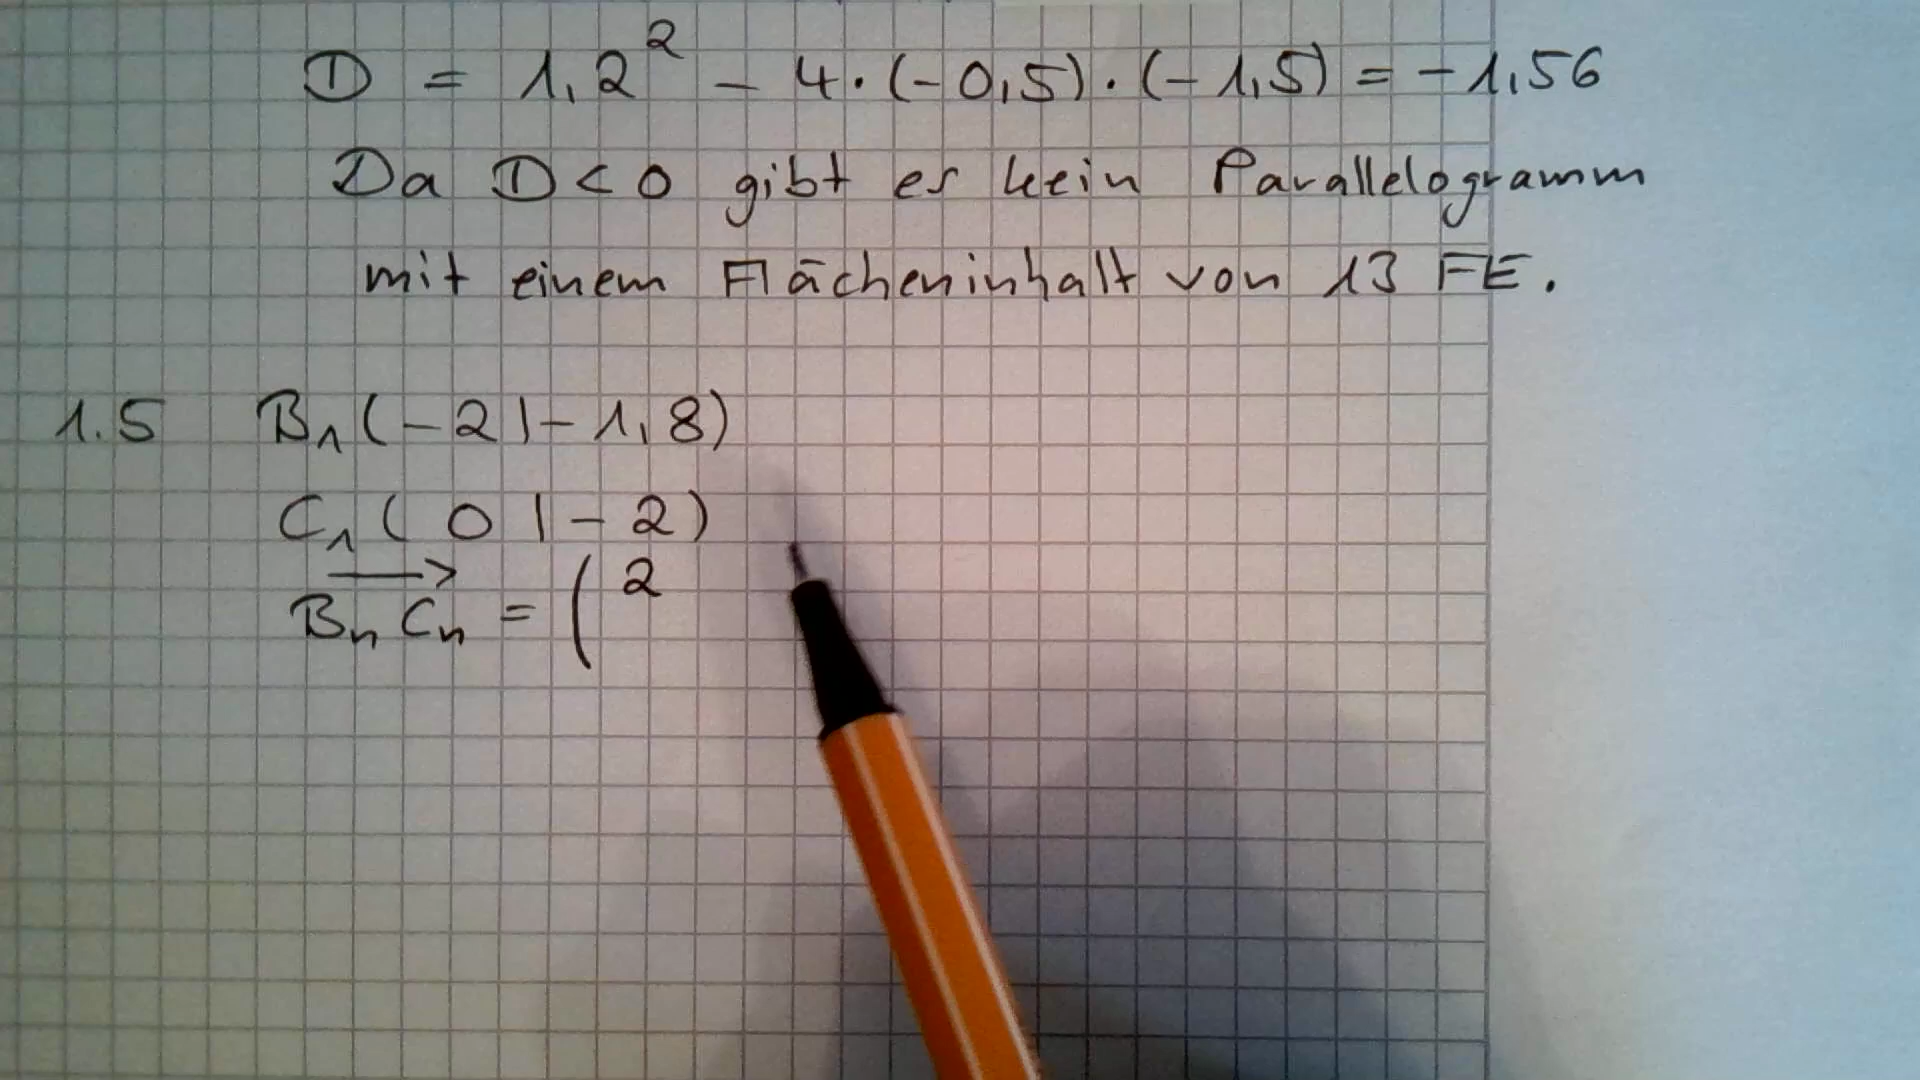 D = 1,2² - 4·(-0,5)·(-1,5) = -1,56
Da D<0 gibt es kein Parallelogramm
mit einem Flächeninhalt von 13 FE.
1.5 B₁(-2|-1,8)
C₁(0|-2)
→
BₙCₙ = ( 2